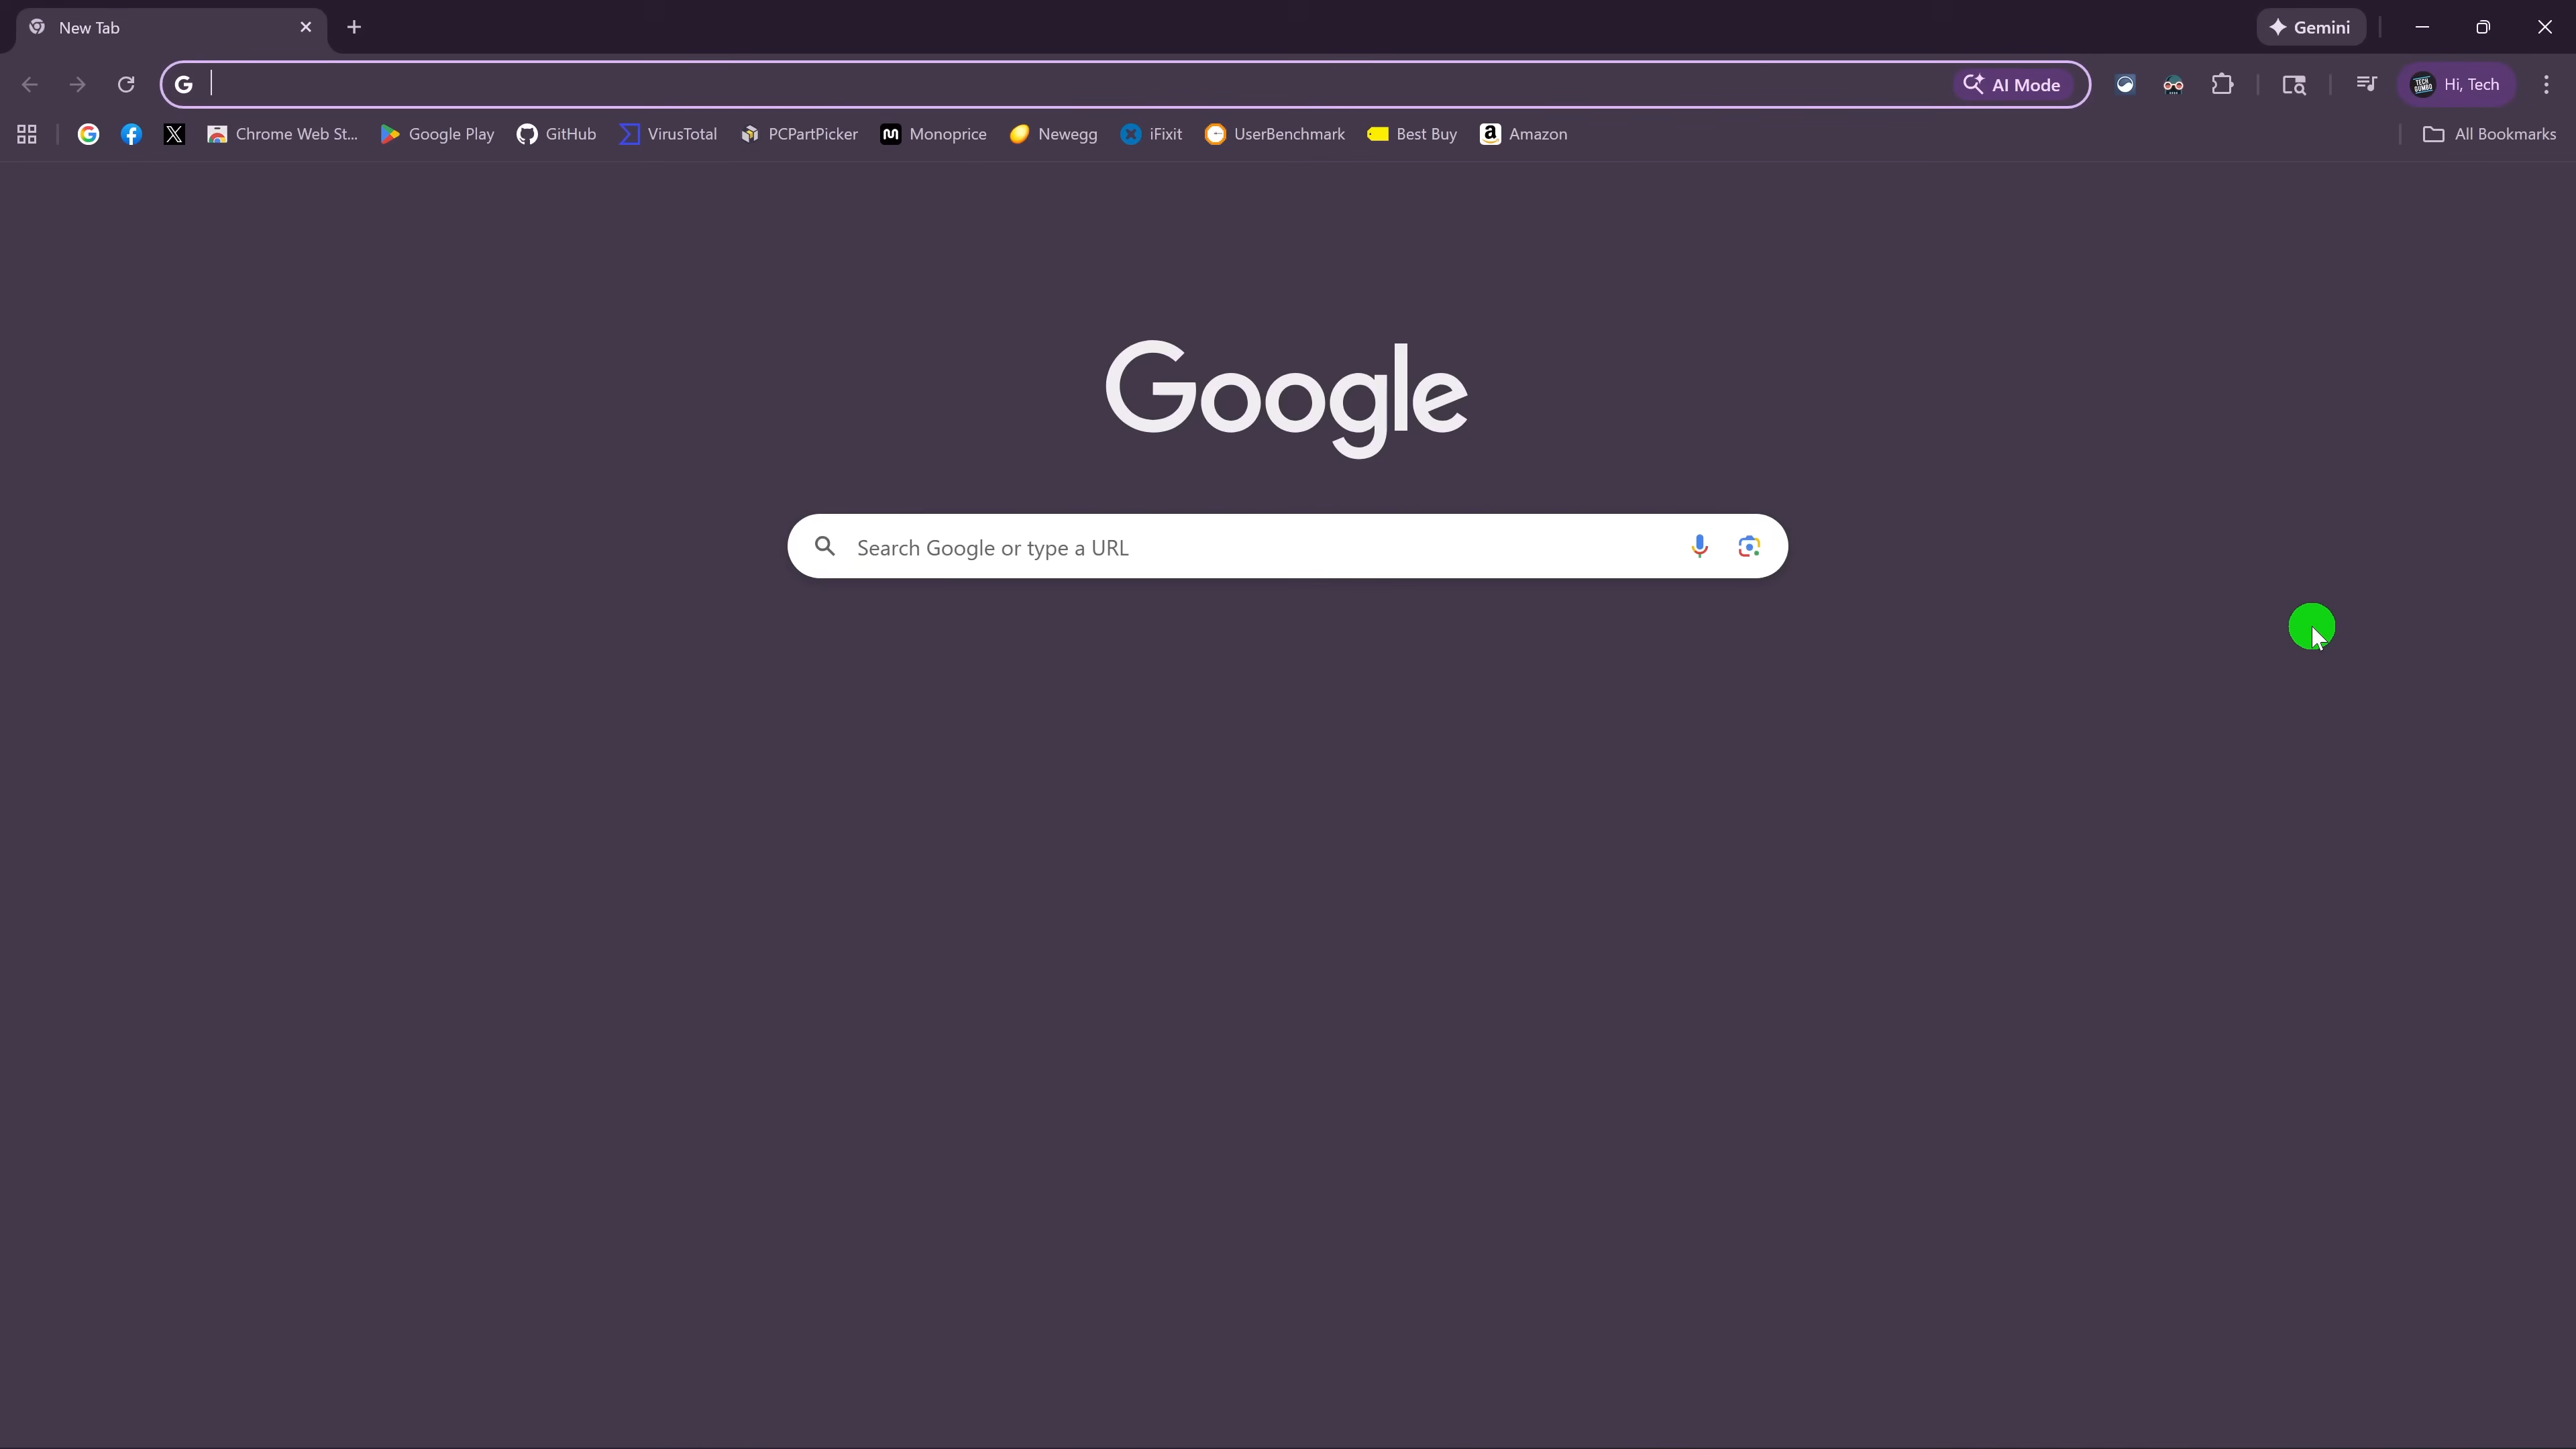 New Tab
Gemini
AI Mode
Hi, Tech
Chrome Web St...
Google Play
GitHub
VirusTotal
PCPartPicker
Monoprice
Newegg
iFixit
UserBenchmark
Best Buy
Amazon
All Bookmarks
Google
Search Google or type a URL